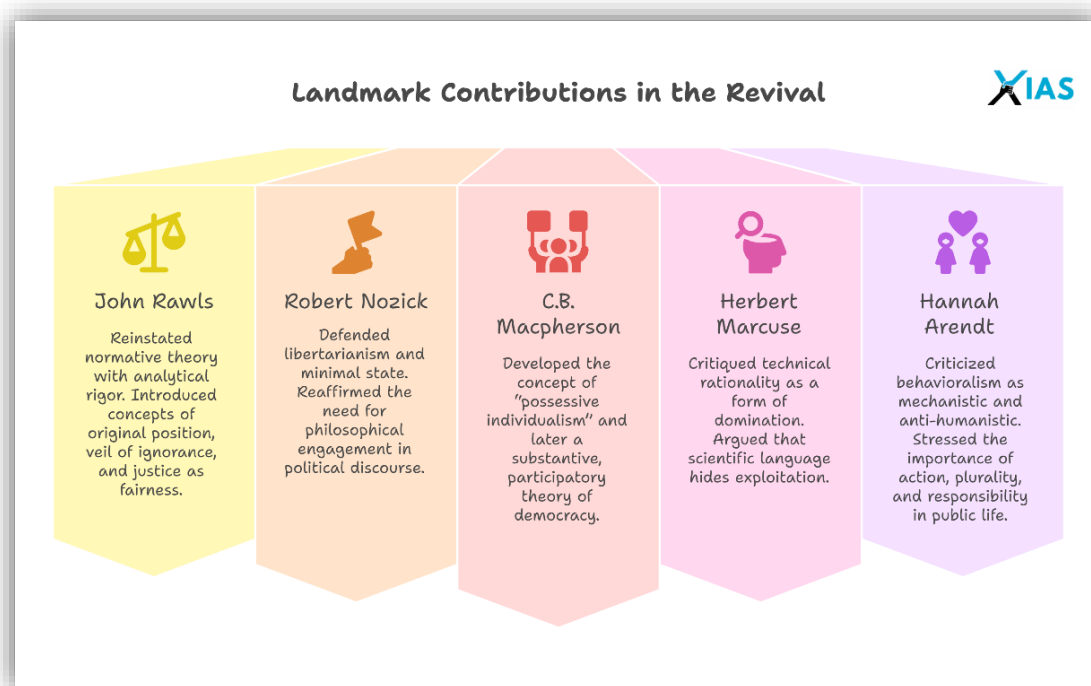 Landmark Contributions in the Revival
XIAS
John Rawls
Reinstated
normative theory
with analytical
rigor. Introduced
concepts of
original position,
veil of ignorance,
and justice as
fairness.
Robert Nozick
Defended
libertarianism and
minimal state.
Reaffirmed the
need for
philosophical
engagement in
political discourse.
C.B.
Macpherson
Developed the
concept of
"possessive
individualism" and
later a
substantive,
participatory
theory of
democracy.
Herbert
Marcuse
Critiqued technical
rationality as a
form of
domination.
Argued that
scientific language
hides exploitation.
Hannah
Arendt
Criticized
behavioralism as
mechanistic and
anti-humanistic.
Stressed the
importance of
action, plurality,
and responsibility
in public life.